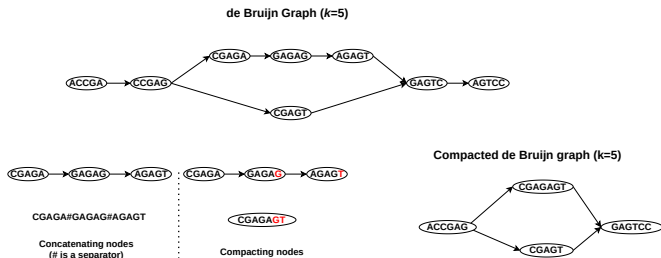 de Bruijn Graph (k=5)
CGAGA GAGAG AGAGT
ACCGA CCGAG GAGTC AGTCC
CGAGT
Compacted de Bruijn graph (k=5)
CGAGA GAGAG AGAGT CGAGA GAGAG AGAGT
CGAGAGT
CGAGA#GAGAG#AGAGT CGAGAGT
ACCGAG GAGTCC
Concatenating nodes Compacting nodes
(# is a separator)
CGAGT